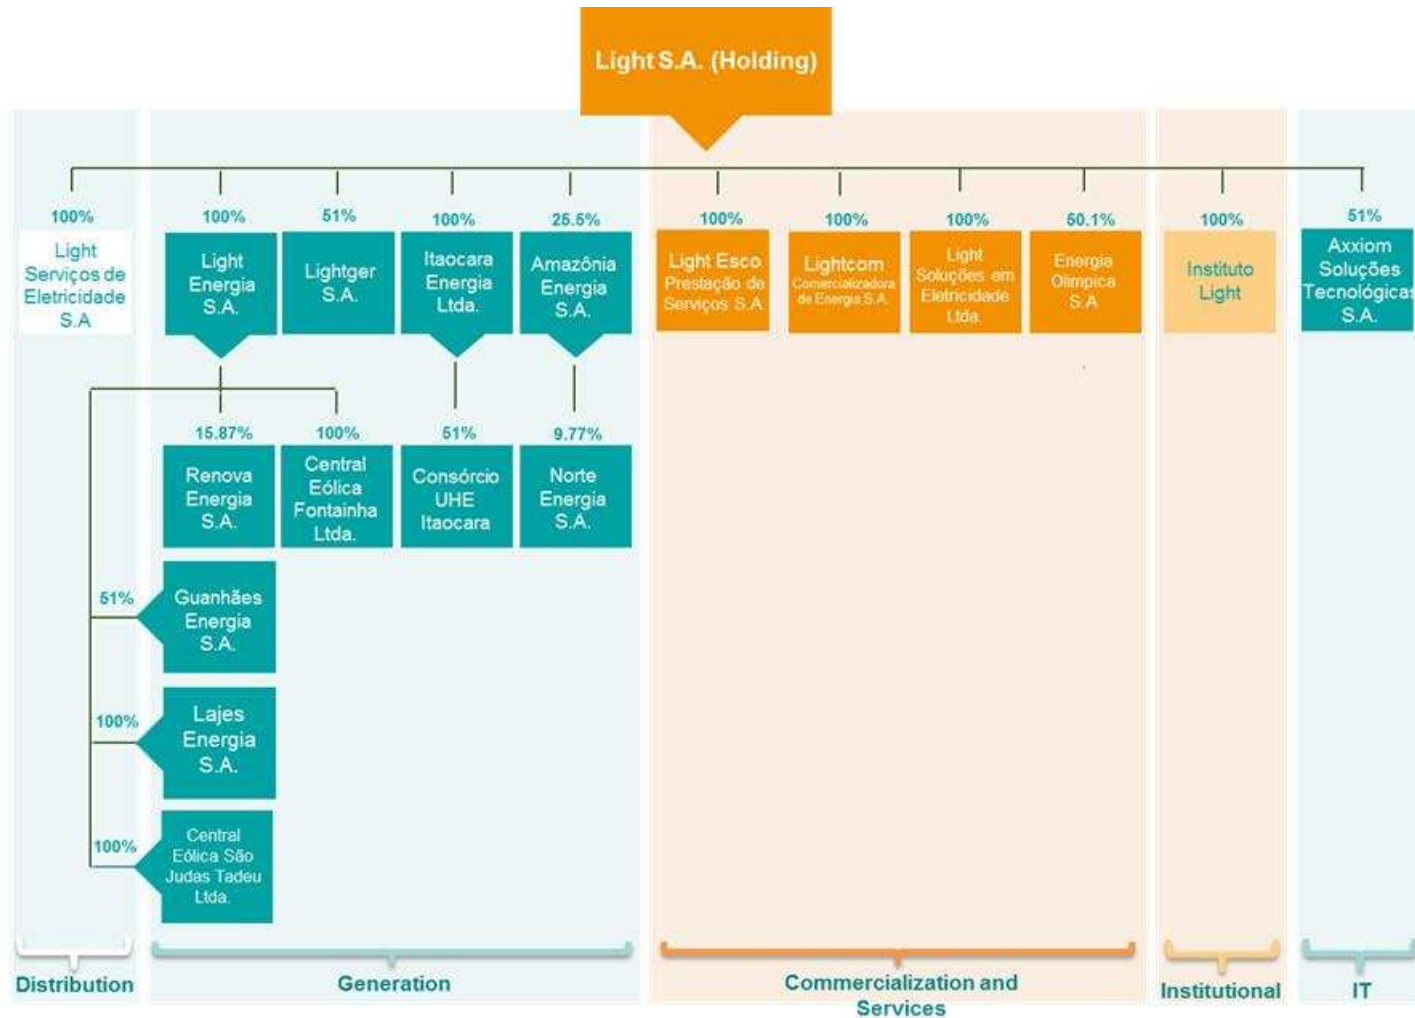 Light S.A. (Holding)
100%
Light
Serviços de
Eletricidade
S.A
100%
Light
Energia
S.A.
51%
Lightger
S.A.
100%
Itaocara
Energia
Ltda.
25.5%
Amazônia
Energia
S.A.
100%
Light Esco
Prestação de
Serviços S.A.
100%
Lightcom
Comercializadora
de Energia S.A.
100%
Light
Soluções em
Eletricidade
Ltda.
50.1%
Energia
Olimpica
S.A
100%
Instituto
Light
51%
Axxiom
Soluções
Tecnológicas
S.A.
15.87%
Renova
Energia
S.A.
100%
Central
Eólica
Fontainha
Ltda.
51%
Consórcio
UHE
Itaocara
9.77%
Norte
Energia
S.A.
51%
Guanhães
Energia
S.A.
100%
Lajes
Energia
S.A.
100%
Central
Eólica São
Judas Tadeu
Ltda.
Distribution
Generation
Commercialization and
Services
Institutional
IT